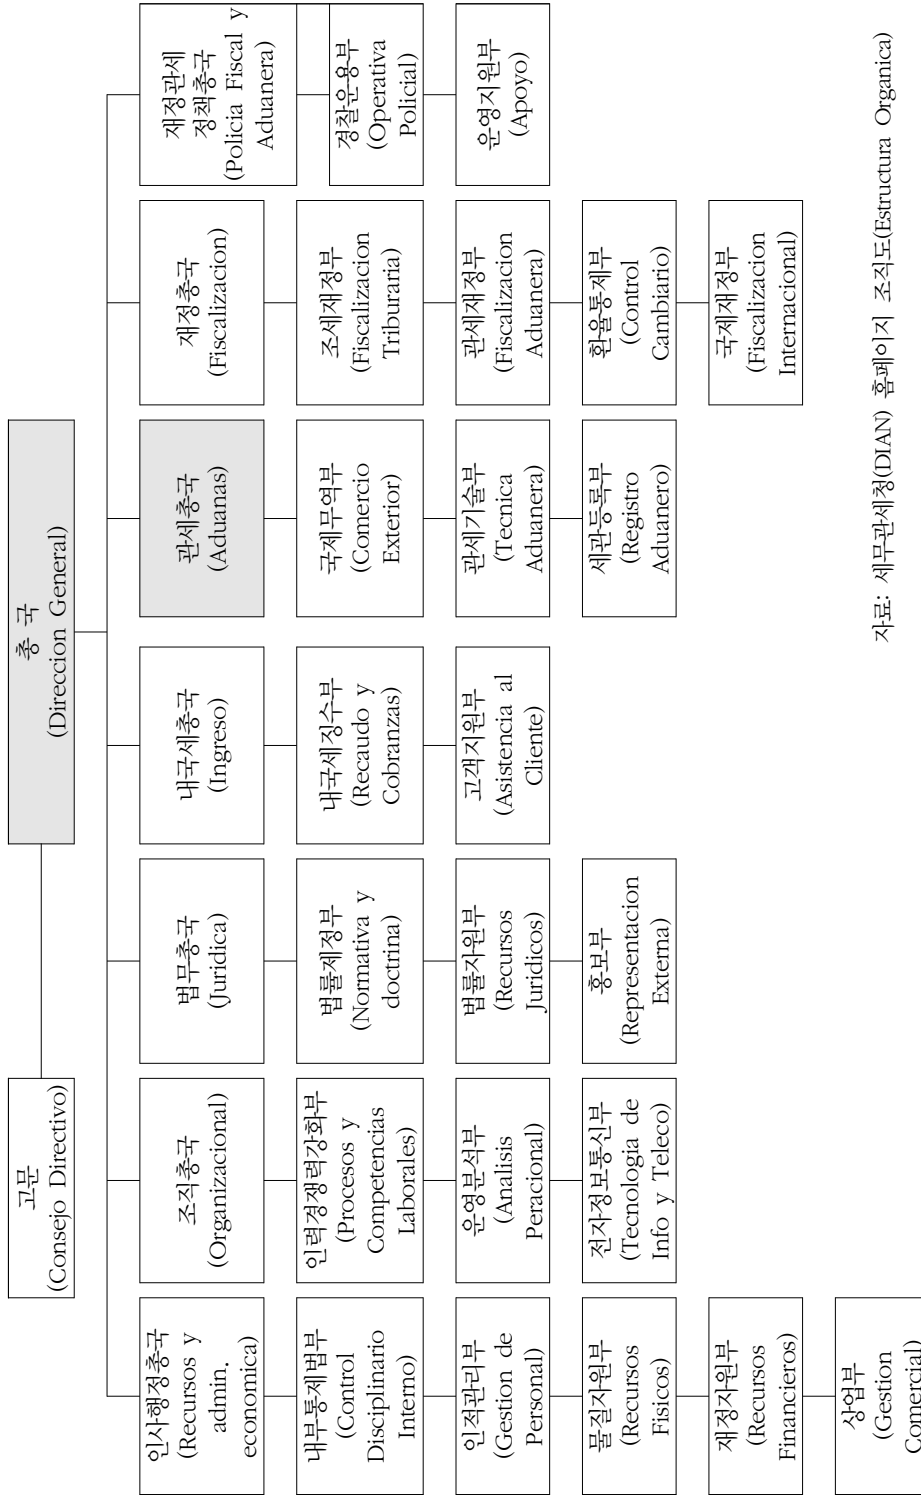 고문
(Consejo Directivo)
총 국
(Direccion General)
인사행정총국
(Recursos y
admin.
economica)
내부통제법부
(Control
Disciplinario
Interno)
인적관리부
(Gestion de
Personal)
물질자원부
(Recursos
Fisicos)
재정자원부
(Recursos
Financieros)
상업부
(Gestion
Comercial)
조직총국
(Organizacional)
인력경쟁력강화부
(Procesos y
Competencias
Laborales)
운영분석부
(Analisis
Peracional)
전자정보통신부
(Tecnologia de
Info y Teleco)
법무총국
(Juridica)
법률제정부
(Normativa y
doctrina)
법률자원부
(Recursos
Juridicos)
홍보부
(Representacion
Externa)
내국세총국
(Ingreso)
내국세징수부
(Recaudo y
Cobranzas)
고객지원부
(Asistencia al
Cliente)
관세총국
(Aduanas)
국제무역부
(Comercio
Exterior)
관세기술부
(Tecnica
Aduanera)
세관등록부
(Registro
Aduanero)
재정총국
(Fiscalizacion)
조세재정부
(Fiscalizacion
Triburaria)
관세재정부
(Fiscalizacion
Aduanera)
환율통제부
(Control
Cambiario)
국제재정부
(Fiscalizacion
Internacional)
재정관세
정책총국
(Policia Fiscal y
Aduanera)
경찰운용부
(Operativa
Policial)
운영지원부
(Apoyo)
자료: 세무관세청(DIAN) 홈페이지 조직도(Estructura Organica)